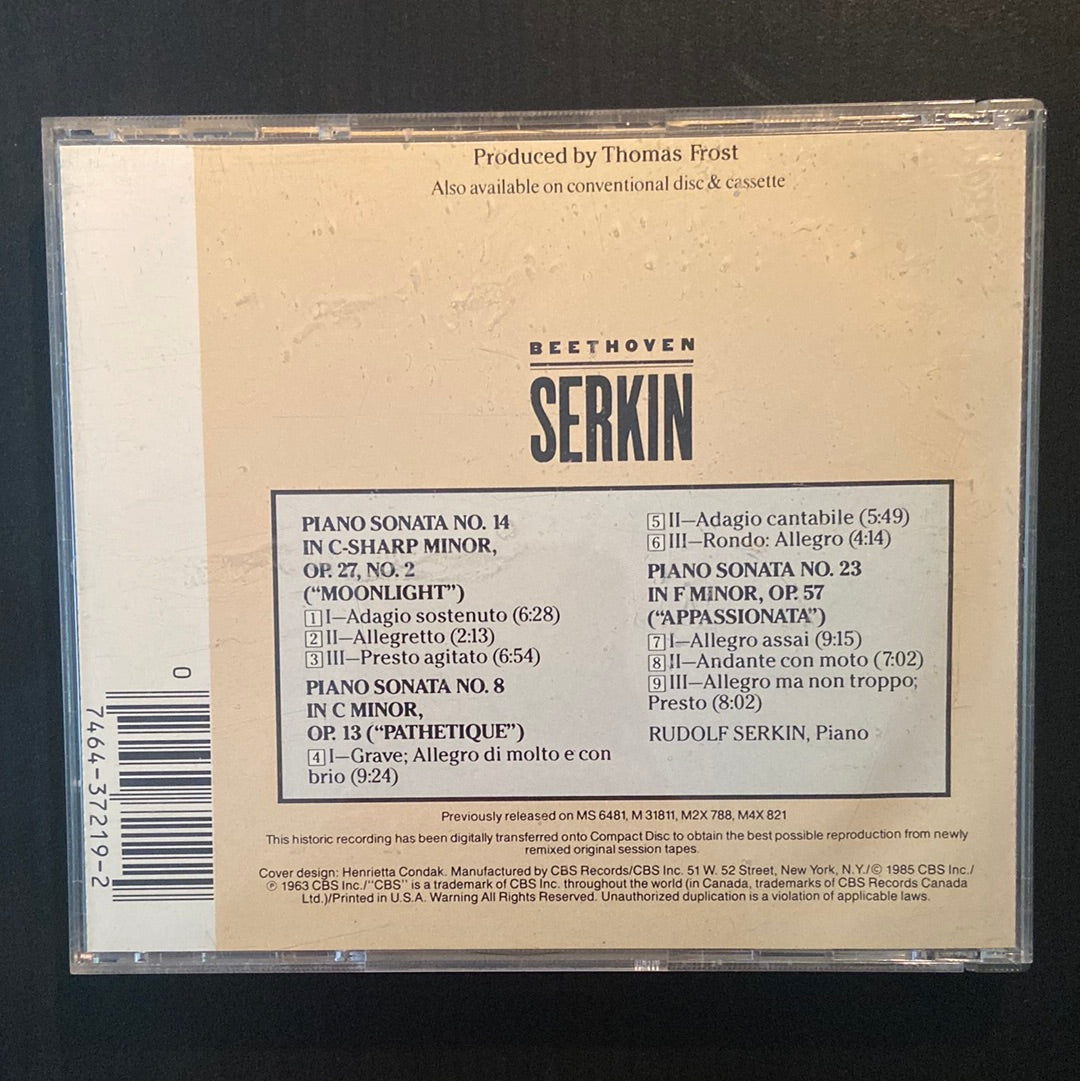 Produced by Thomas Frost
Also available on conventional disc & cassette
BEETHOVEN
SERKIN
PIANO SONATA NO. 14
IN C-SHARP MINOR,
OP. 27, NO. 2
(“MOONLIGHT”)
1 I—Adagio sostenuto (6:28)
2 II—Allegretto (2:13)
3 III—Presto agitato (6:54)
PIANO SONATA NO. 8
IN C MINOR,
OP. 13 (“PATHETIQUE”)
4 I—Grave; Allegro di molto e con
brio (9:24)
5 II—Adagio cantabile (5:49)
6 III—Rondo: Allegro (4:14)
PIANO SONATA NO. 23
IN F MINOR, OP. 57
(“APPASSIONATA”)
7 I—Allegro assai (9:15)
8 II—Andante con moto (7:02)
9 III—Allegro ma non troppo;
Presto (8:02)
RUDOLF SERKIN, Piano
Previously released on MS 6481, M 31811, M2X 788, M4X 821
This historic recording has been digitally transferred onto Compact Disc to obtain the best possible reproduction from newly
remixed original session tapes.
Cover design: Henrietta Condak. Manufactured by CBS Records/CBS Inc. 51 W. 52 Street, New York, N.Y./© 1985 CBS Inc./
℗ 1963 CBS Inc./“CBS” is a trademark of CBS Inc. throughout the world (in Canada, trademarks of CBS Records Canada
Ltd.)/Printed in U.S.A. Warning All Rights Reserved. Unauthorized duplication is a violation of applicable laws.
0
7464-37219-2